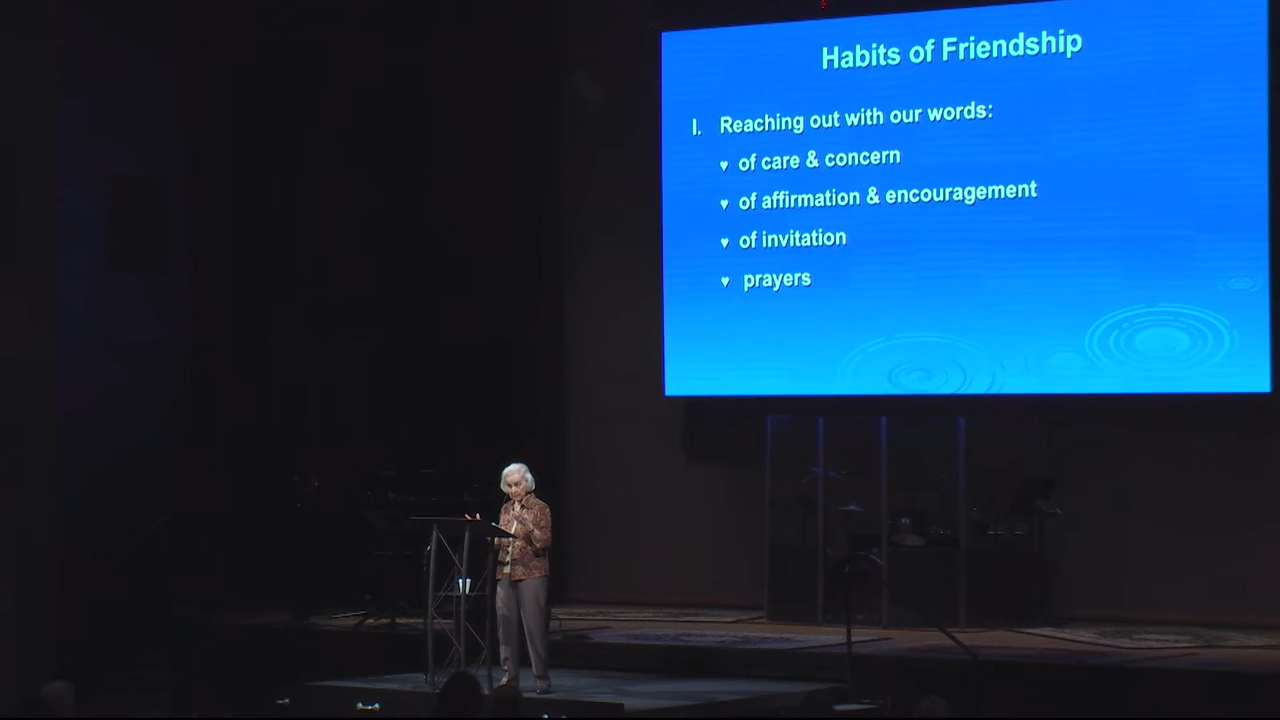 Habits of Friendship
I. Reaching out with our words:
♥ of care & concern
♥ of affirmation & encouragement
♥ of invitation
♥ prayers